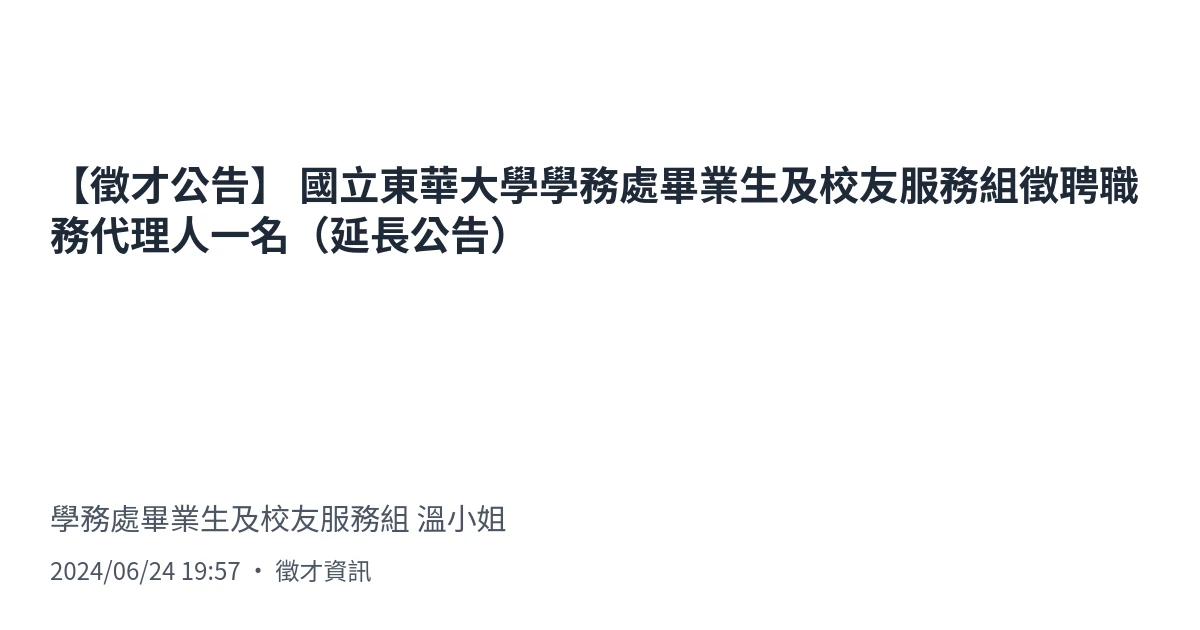 【徵才公告】 國立東華大學學務處畢業生及校友服務組徵聘職
務代理人一名（延長公告）
學務處畢業生及校友服務組 溫小姐
2024/06/24 19:57 • 徵才資訊